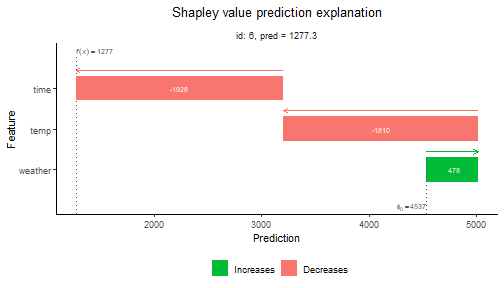 Shapley value prediction explanation
id: 6, pred = 1277.3
f(x) = 1277
time
-1928
temp
-1810
weather
478
ϕ₀ = 4537
Feature
2000
3000
4000
5000
Prediction
Increases
Decreases